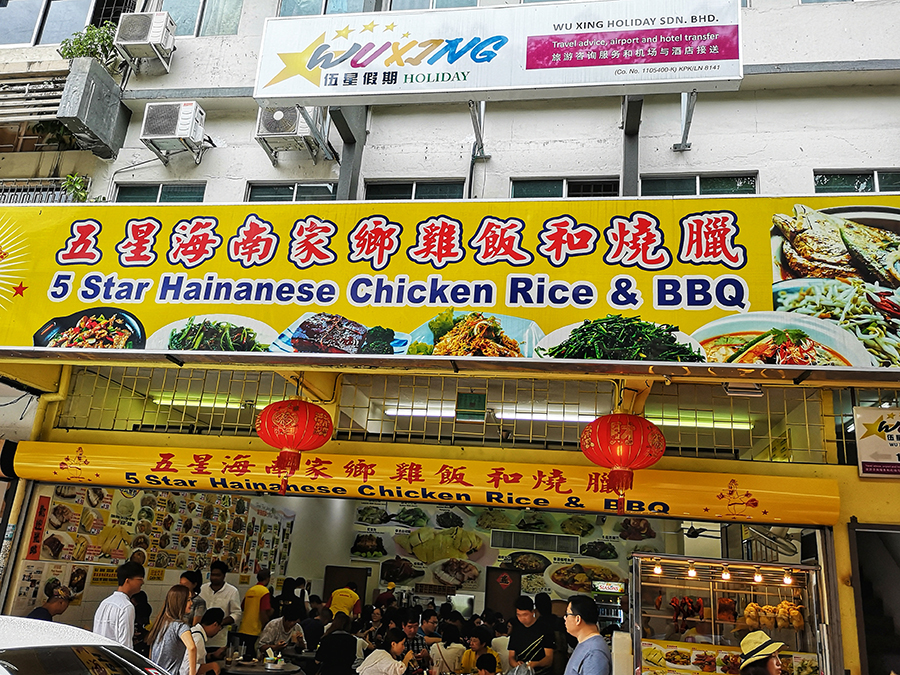 WUXING
伍星假期 HOLIDAY
WU XING HOLIDAY SDN. BHD.
Travel advice, airport and hotel transfer
旅游咨询服务和机场与酒店接送
(Co. No. 1105400-K) KPK/LN-8141
五星海南家鄉雞飯和燒臘
5 Star Hainanese Chicken Rice & BBQ
五星海南家鄉雞飯和燒臘
5 Star Hainanese Chicken Rice & BBQ